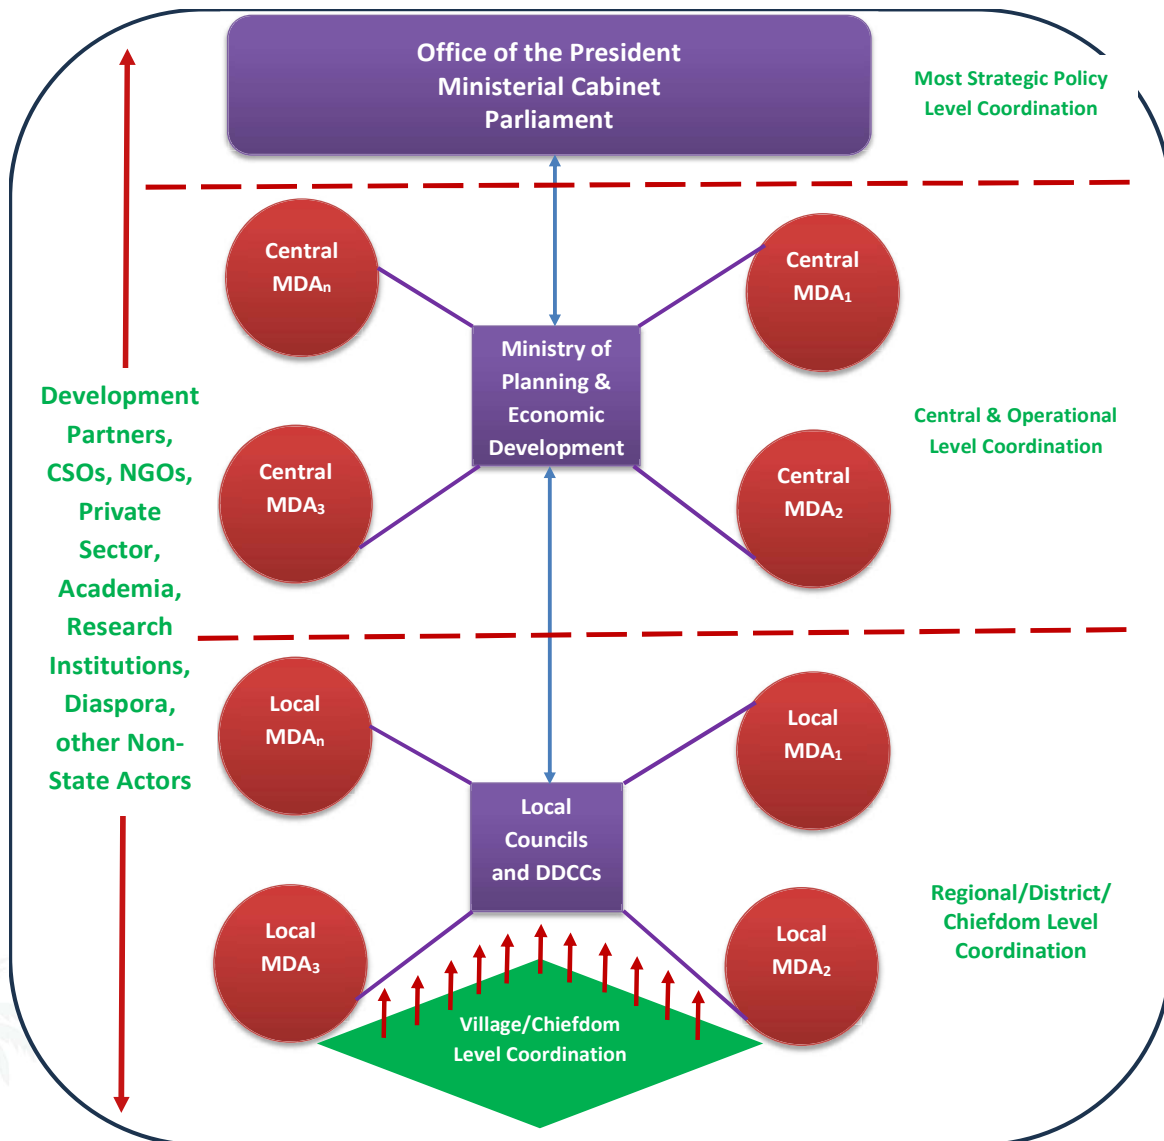 Office of the President
Ministerial Cabinet
Parliament
Most Strategic Policy
Level Coordination
Central
MDAn
Central
MDA1
Ministry of
Planning &
Economic
Development
Central
MDA3
Central
MDA2
Central & Operational
Level Coordination
Development
Partners,
CSOs, NGOs,
Private
Sector,
Academia,
Research
Institutions,
Diaspora,
other Non-
State Actors
Local
MDAn
Local
MDA1
Local
Councils
and DDCCs
Local
MDA3
Local
MDA2
Regional/District/
Chiefdom Level
Coordination
Village/Chiefdom
Level Coordination